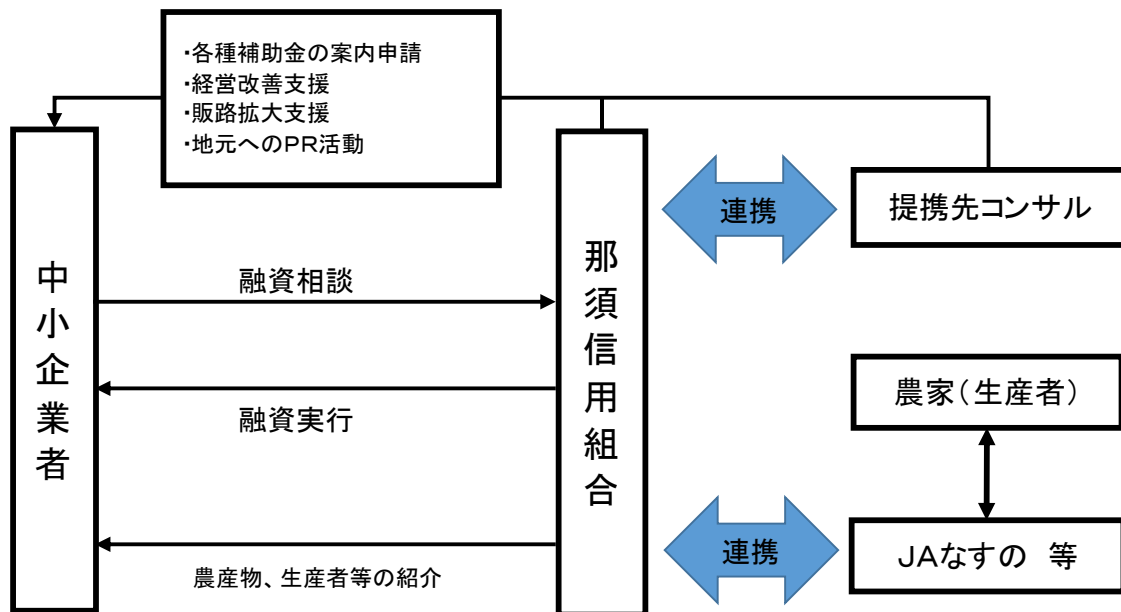 ・各種補助金の案内申請
・経営改善支援
・販路拡大支援
・地元へのPR活動
中小企業者
融資相談
融資実行
農産物、生産者等の紹介
那須信用組合
連携
提携先コンサル
農家(生産者)
連携
JAなすの 等